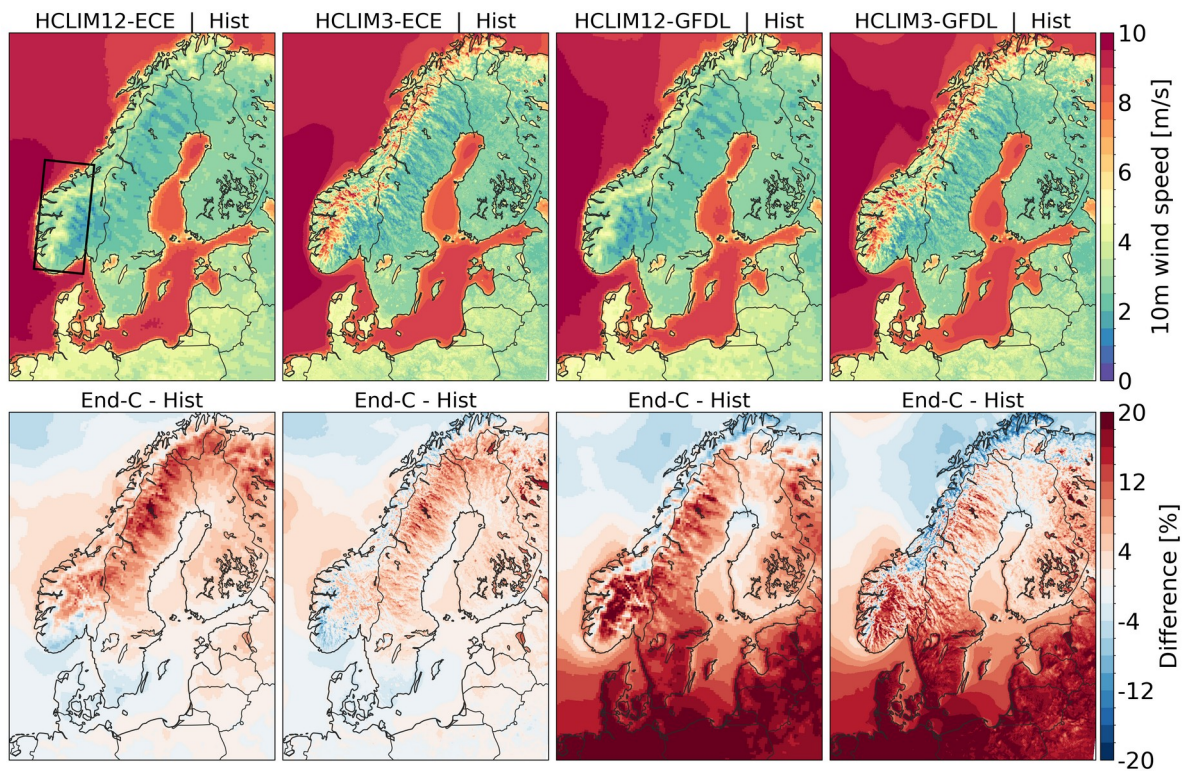 HCLIM12-ECE | Hist
HCLIM3-ECE | Hist
HCLIM12-GFDL | Hist
HCLIM3-GFDL | Hist
10
8
6
4
2
0
10m wind speed [m/s]
End-C - Hist
End-C - Hist
End-C - Hist
End-C - Hist
20
12
4
-4
-12
-20
Difference [%]